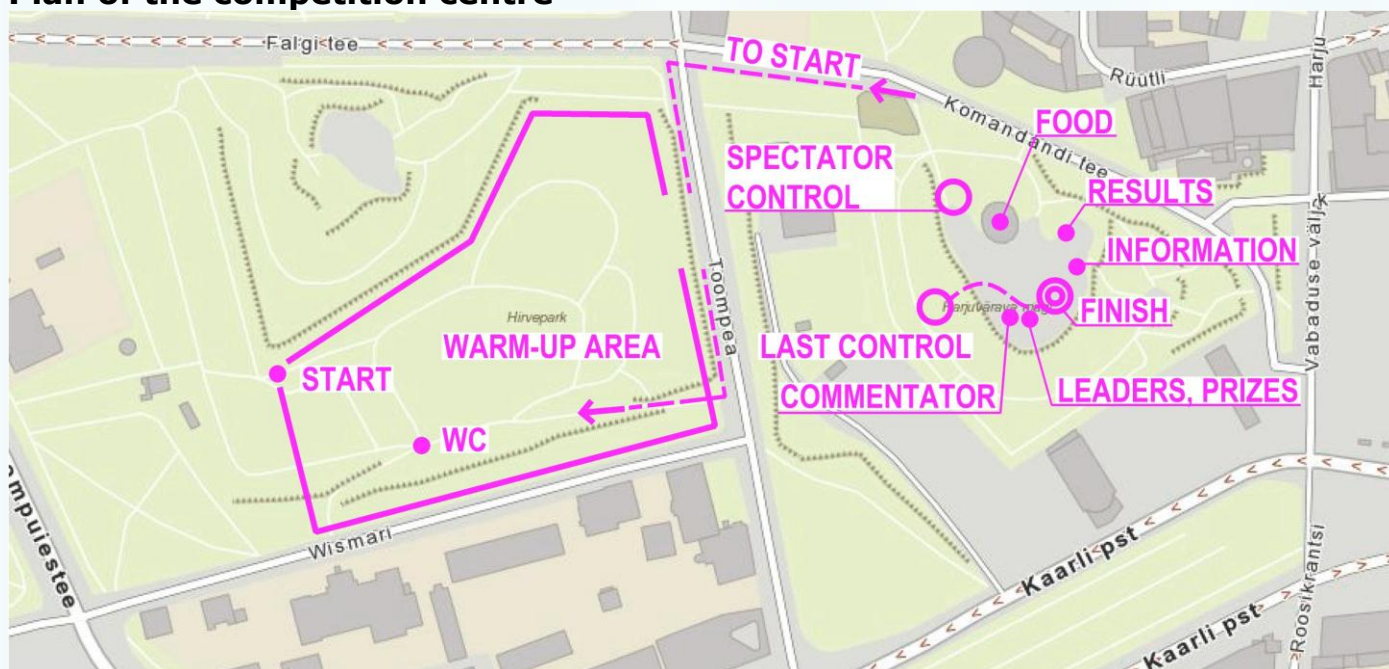 Plan of the competition centre
Falgi tee
TO START
Rüütli
Harju
Komandandi tee
FOOD
SPECTATOR
CONTROL
RESULTS
Vabaduse välja
k
INFORMATION
Toompea
Hirvepark
WARM-UP AREA
FINISH
LAST CONTROL
START
COMMENTATOR
LEADERS, PRIZES
WC
Wismari
ompuiestee
Kaarli pst
Roosikrantsi
Kaarli pst